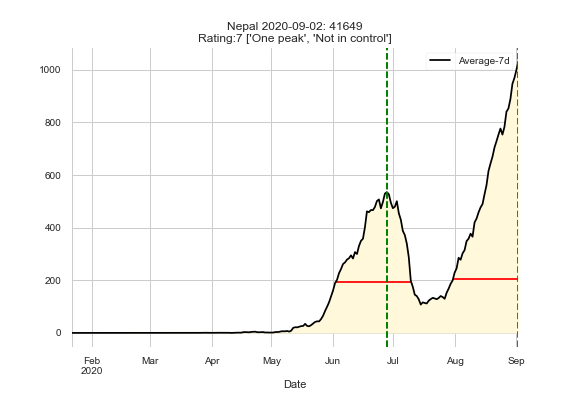 Nepal 2020-09-02: 41649
Rating:7 ['One peak', 'Not in control']
Average-7d
1000
800
600
400
200
0
Feb
2020
Mar
Apr
May
Jun
Jul
Aug
Sep
Date